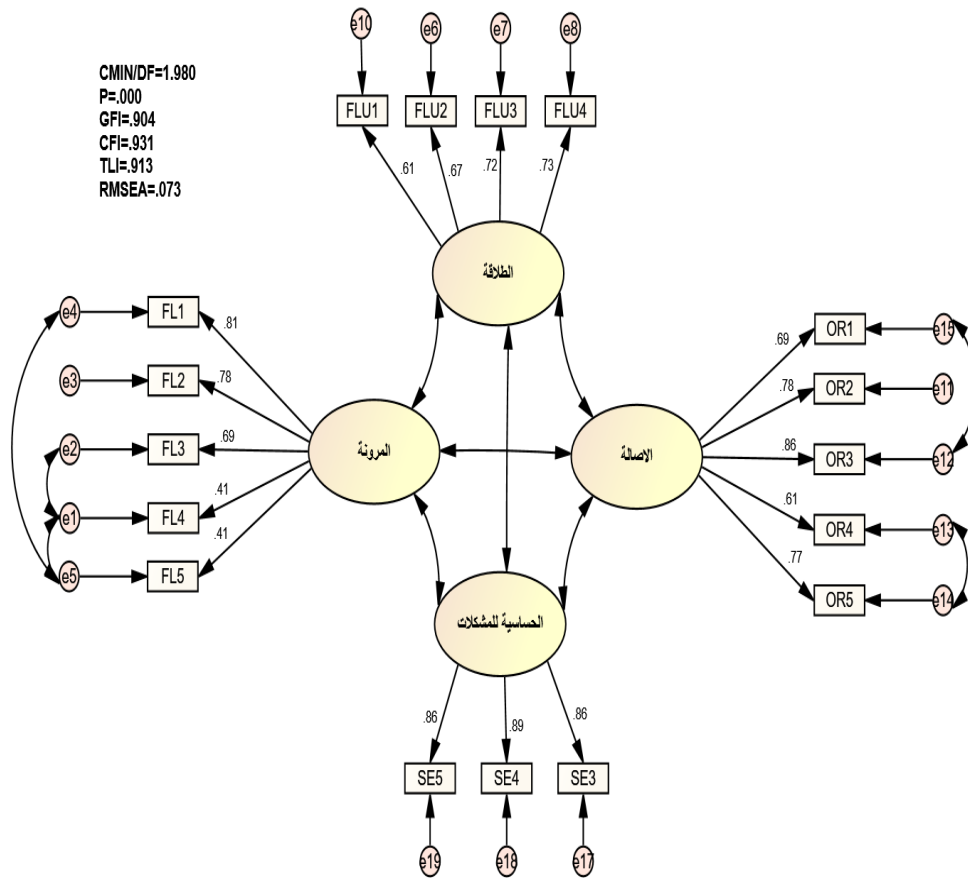 e10
e6
e7
e8
CMIN/DF=1.980
P=.000
GFI=.904
CFI=.931
TLI=.913
RMSEA=.073
FLU1
FLU2
FLU3
FLU4
.61
.67
.72
.73
الطلاقة
e4
FL1
.81
e3
FL2
.78
e2
FL3
.69
e1
FL4
.41
e5
FL5
.41
المرونة
الاصالة
.69
OR1
e15
.78
OR2
e11
.86
OR3
e12
.61
OR4
e13
.77
OR5
e14
الحساسية للمشكلات
.86
.89
.86
SE5
SE4
SE3
e19
e18
e17